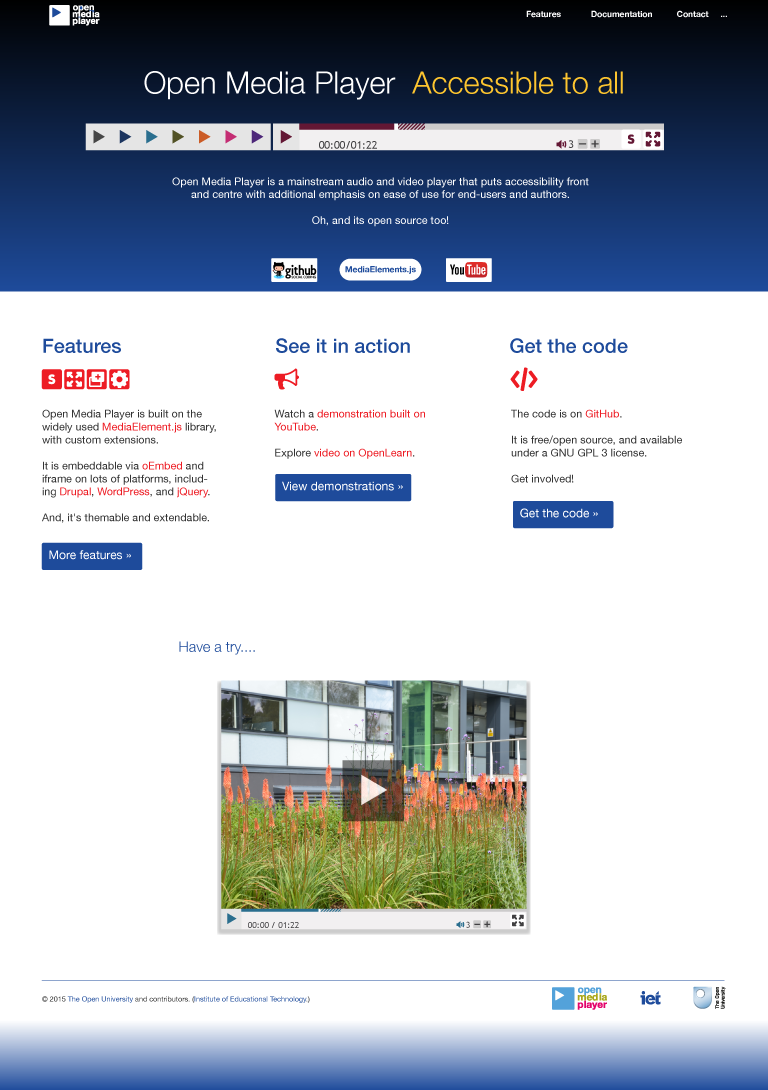 open
media
player
Features Documentation Contact ...
Open Media Player Accessible to all
00:00/01:22 3 S
Open Media Player is a mainstream audio and video player that puts accessibility front
and centre with additional emphasis on ease of use for end-users and authors.
Oh, and its open source too!
github
SOCIAL CODING
MediaElements.js
YouTube
Features
S
Open Media Player is built on the
widely used MediaElement.js library,
with custom extensions.
It is embeddable via oEmbed and
iframe on lots of platforms, includ-
ing Drupal, WordPress, and jQuery.
And, it's themable and extendable.
More features »
See it in action
Watch a demonstration built on
YouTube.
Explore video on OpenLearn.
View demonstrations »
Get the code
</>
The code is on GitHub.
It is free/open source, and available
under a GNU GPL 3 license.
Get involved!
Get the code »
Have a try....
00:00 / 01:22 3
© 2015 The Open University and contributors. (Institute of Educational Technology.)
open
media
player
iet
The Open
University